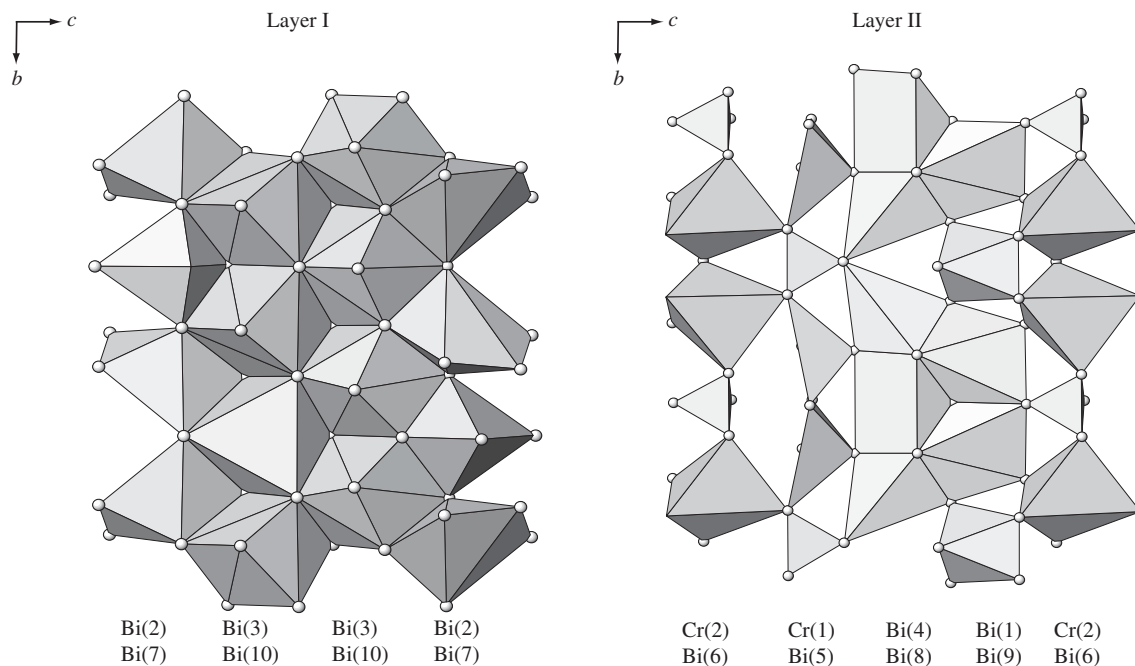 c Layer I
b
Bi(2) Bi(3) Bi(3) Bi(2)
Bi(7) Bi(10) Bi(10) Bi(7)
c Layer II
b
Cr(2) Cr(1) Bi(4) Bi(1) Cr(2)
Bi(6) Bi(5) Bi(8) Bi(9) Bi(6)